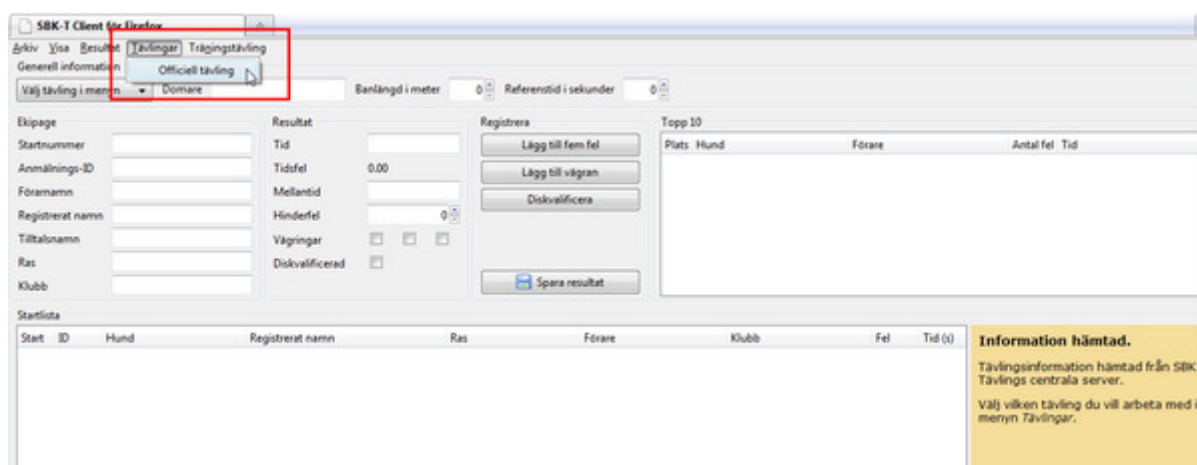 SBK-T Client för Firefox
Arkiv Visa Resultat Tävlingar Träningstävling
Officiell tävling
Generell information
Välj tävling i menyn Domare Banlängd i meter 0 Referenstid i sekunder 0
Ekipage Resultat Registrera Topp 10
Startnummer Tid Lägg till fem fel Plats Hund Förare Antal fel Tid
Anmälnings-ID Tidsfel 0.00 Lägg till vägran
Förarnamn Mellantid Diskvalificera
Registrerat namn Hinderfel 0
Tilltalsnamn Vägringar
Ras Diskvalificerad
Klubb Spara resultat
Startlista
Start ID Hund Registrerat namn Ras Förare Klubb Fel Tid (s)
Information hämtad.
Tävlingsinformation hämtad från SBK
Tävlings centrala server.
Välj vilken tävling du vill arbeta med i
menyn Tävlingar.